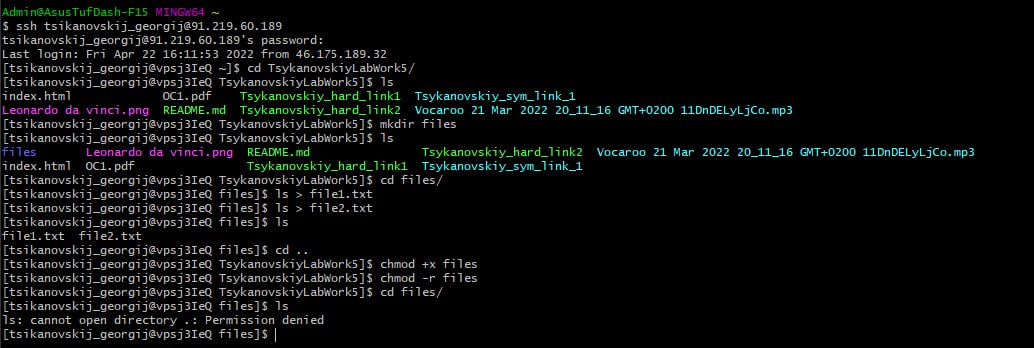 Admin@AsusTufDash-F15 MINGW64 ~
$ ssh tsikanovskij_georgij@91.219.60.189
tsikanovskij_georgij@91.219.60.189's password:
Last login: Fri Apr 22 16:11:53 2022 from 46.175.189.32
[tsikanovskij_georgij@vpsj3IeQ ~]$ cd TsykanovskiyLabWork5/
[tsikanovskij_georgij@vpsj3IeQ TsykanovskiyLabWork5]$ ls
index.html OC1.pdf Tsykanovskiy_hard_link1 Tsykanovskiy_sym_link_1
Leonardo da vinci.png README.md Tsykanovskiy_hard_link2 Vocaroo 21 Mar 2022 20_11_16 GMT+0200 11DnDELyLjCo.mp3
[tsikanovskij_georgij@vpsj3IeQ TsykanovskiyLabWork5]$ mkdir files
[tsikanovskij_georgij@vpsj3IeQ TsykanovskiyLabWork5]$ ls
files Leonardo da vinci.png README.md Tsykanovskiy_hard_link2 Vocaroo 21 Mar 2022 20_11_16 GMT+0200 11DnDELyLjCo.mp3
index.html OC1.pdf Tsykanovskiy_hard_link1 Tsykanovskiy_sym_link_1
[tsikanovskij_georgij@vpsj3IeQ TsykanovskiyLabWork5]$ cd files/
[tsikanovskij_georgij@vpsj3IeQ files]$ ls > file1.txt
[tsikanovskij_georgij@vpsj3IeQ files]$ ls > file2.txt
[tsikanovskij_georgij@vpsj3IeQ files]$ ls
file1.txt file2.txt
[tsikanovskij_georgij@vpsj3IeQ files]$ cd ..
[tsikanovskij_georgij@vpsj3IeQ TsykanovskiyLabWork5]$ chmod +x files
[tsikanovskij_georgij@vpsj3IeQ TsykanovskiyLabWork5]$ chmod -r files
[tsikanovskij_georgij@vpsj3IeQ TsykanovskiyLabWork5]$ cd files/
[tsikanovskij_georgij@vpsj3IeQ files]$ ls
ls: cannot open directory .: Permission denied
[tsikanovskij_georgij@vpsj3IeQ files]$